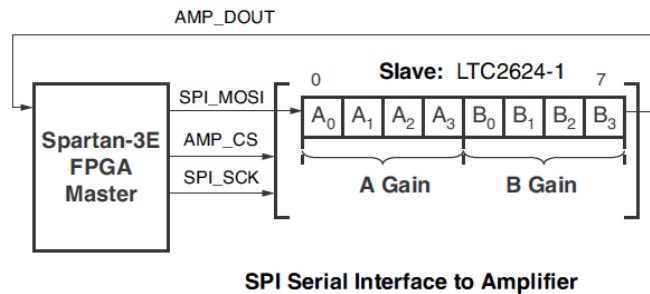 AMP_DOUT
0
Slave: LTC2624-1
7
SPI_MOSI
A0 A1 A2 A3 B0 B1 B2 B3
Spartan-3E
FPGA
Master
AMP_CS
SPI_SCK
A Gain
B Gain
SPI Serial Interface to Amplifier